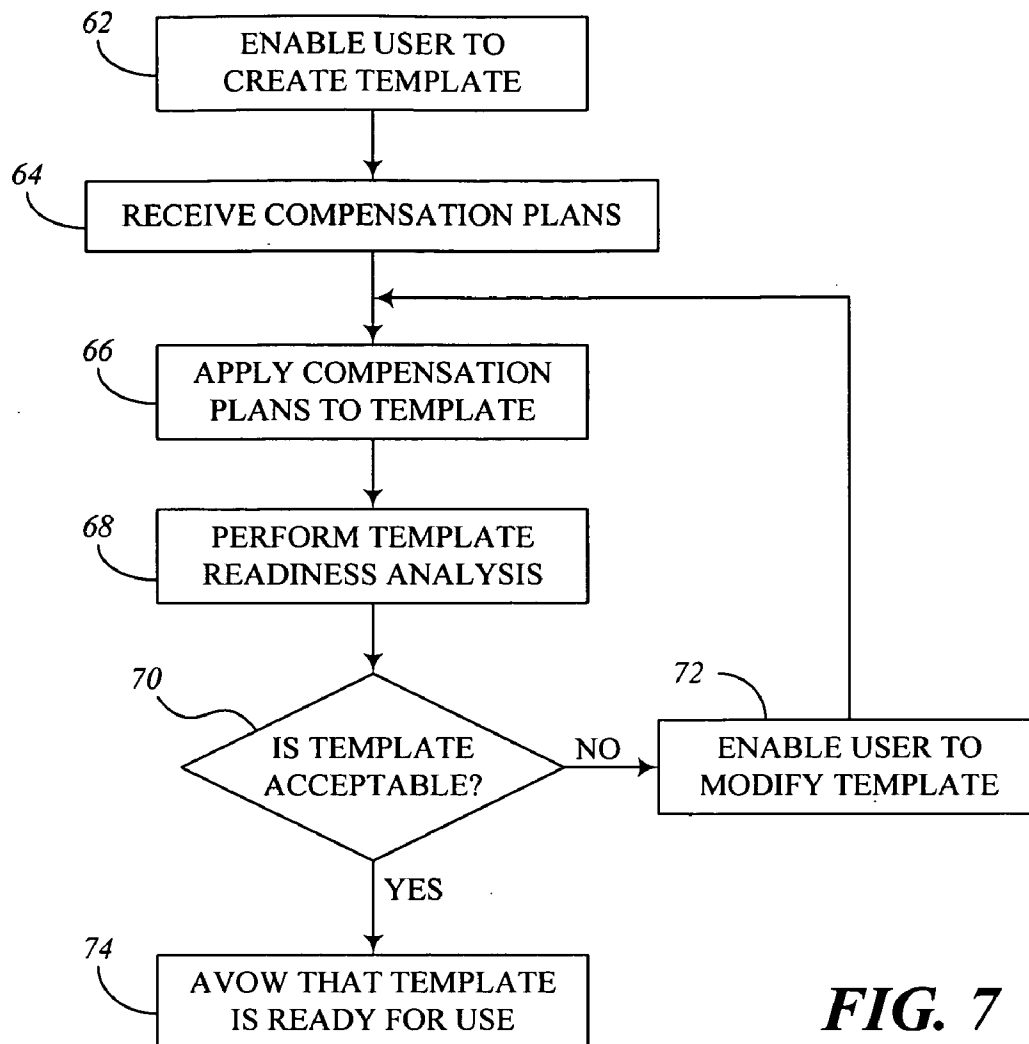 62
ENABLE USER TO
CREATE TEMPLATE
64
RECEIVE COMPENSATION PLANS
66
APPLY COMPENSATION
PLANS TO TEMPLATE
68
PERFORM TEMPLATE
READINESS ANALYSIS
70
IS TEMPLATE
ACCEPTABLE?
NO
72
ENABLE USER TO
MODIFY TEMPLATE
YES
74
AVOW THAT TEMPLATE
IS READY FOR USE
FIG. 7